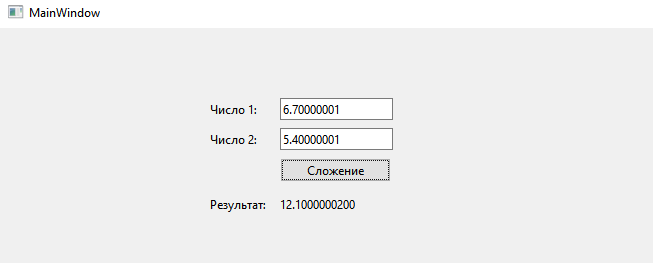 MainWindow
Число 1: 6.70000001
Число 2: 5.40000001
Сложение
Результат: 12.1000000200